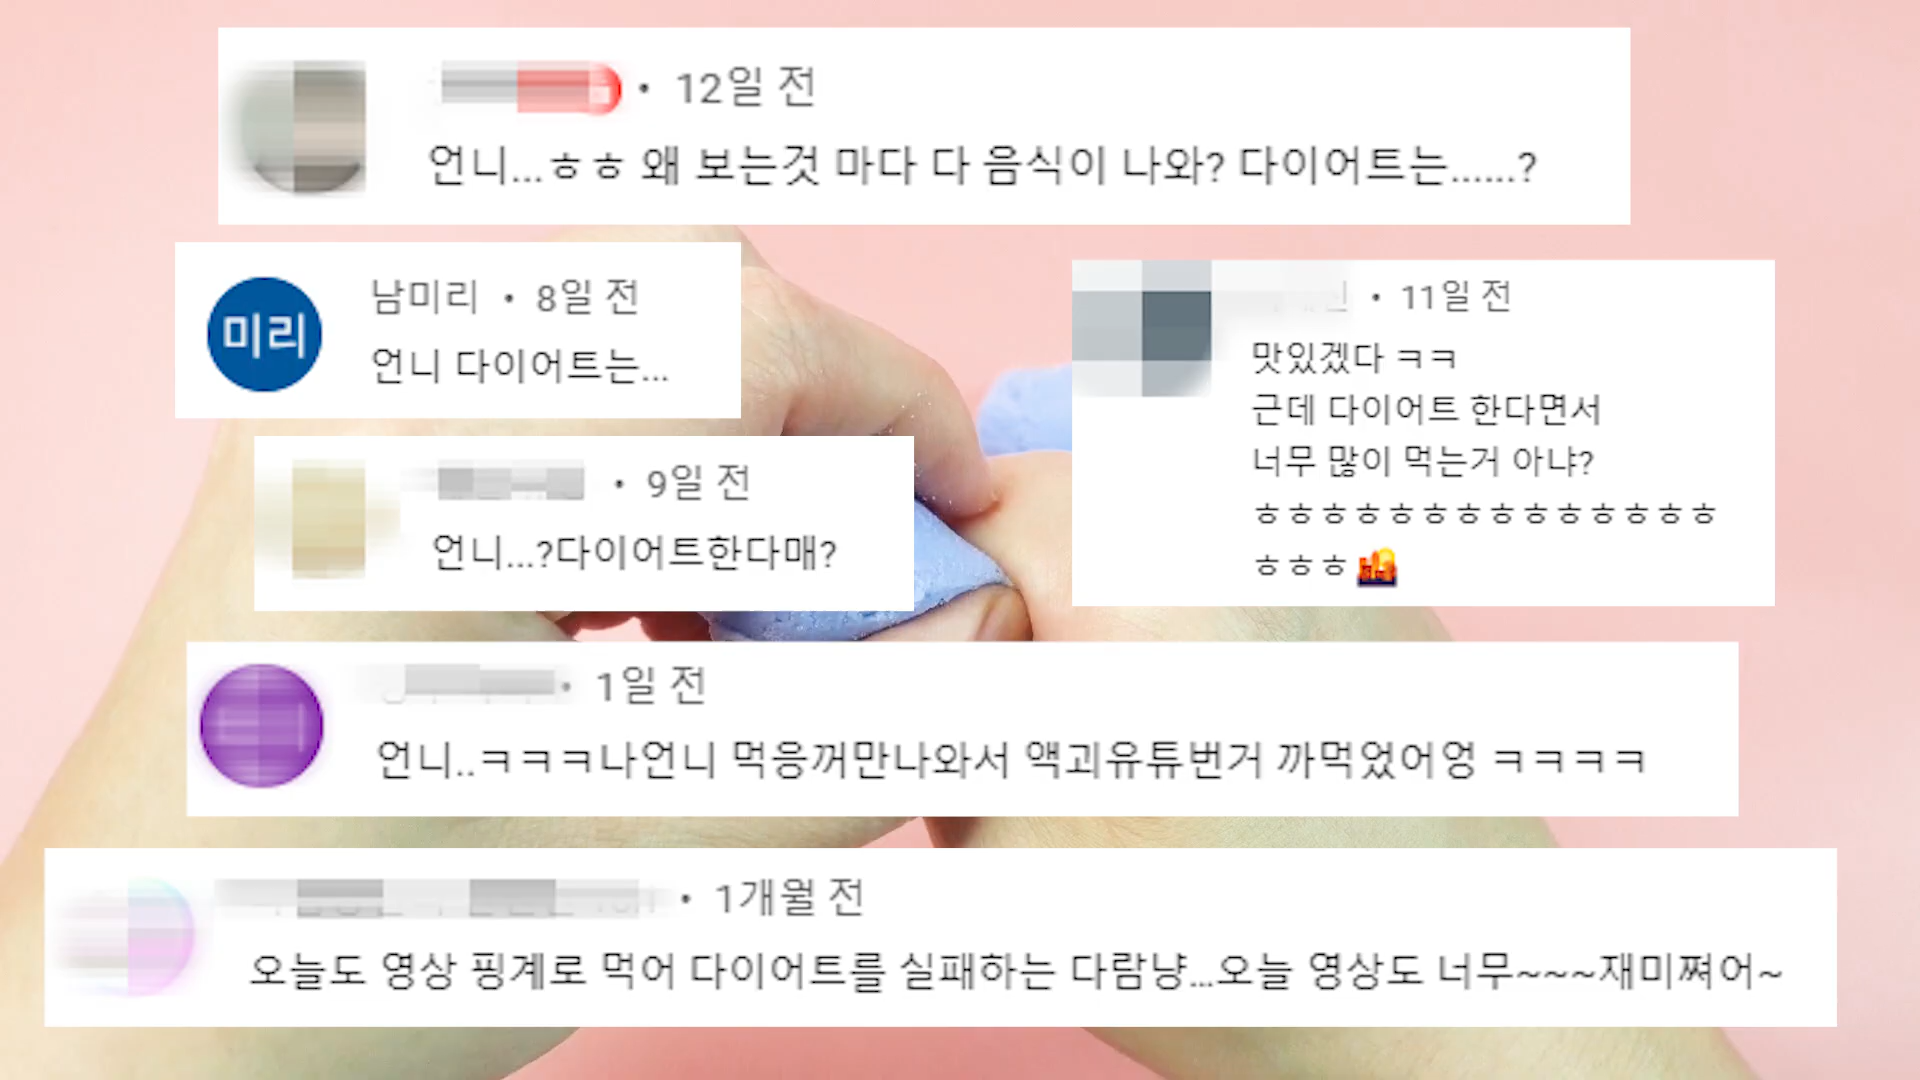 • 12일 전
언니...ㅎㅎ 왜 보는것 마다 다 음식이 나와? 다이어트는......?
미리
남미리 • 8일 전
언니 다이어트는...
• 11일 전
맛있겠다 ㅋㅋ
근데 다이어트 한다면서
너무 많이 먹는거 아냐?
ㅎㅎㅎㅎㅎㅎㅎㅎㅎㅎㅎㅎㅎㅎ
ㅎㅎㅎ🌇
• 9일 전
언니...?다이어트한다매?
• 1일 전
언니..ㅋㅋㅋ나언니 먹응꺼만나와서 액괴유튜번거 까먹었어엉 ㅋㅋㅋㅋ
• 1개월 전
오늘도 영상 핑계로 먹어 다이어트를 실패하는 다람냥...오늘 영상도 너무~~~재미쪄어~